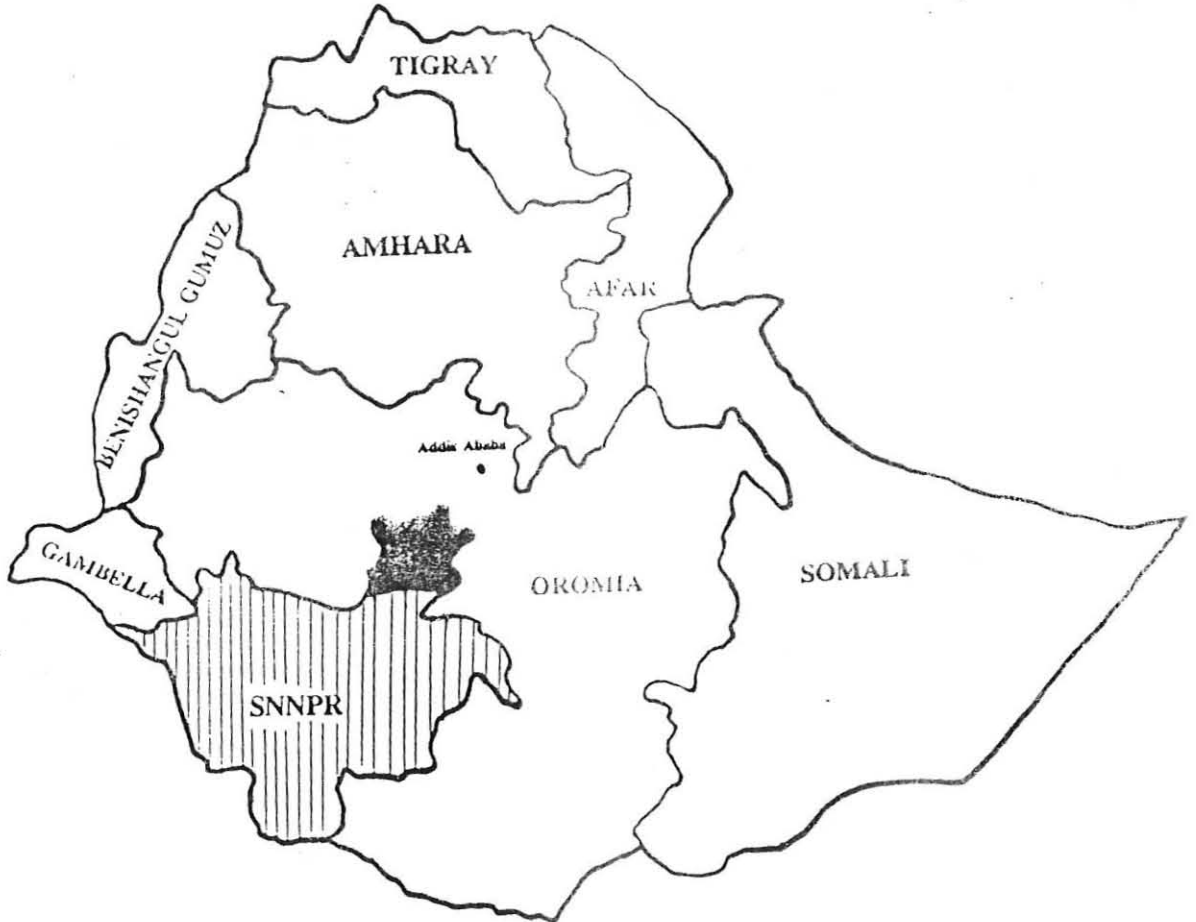 TIGRAY
AMHARA
BENISHANGUL GUMUZ
AFAR
Addis Ababa
GAMBELLA
OROMIA
SOMALI
SNNPR